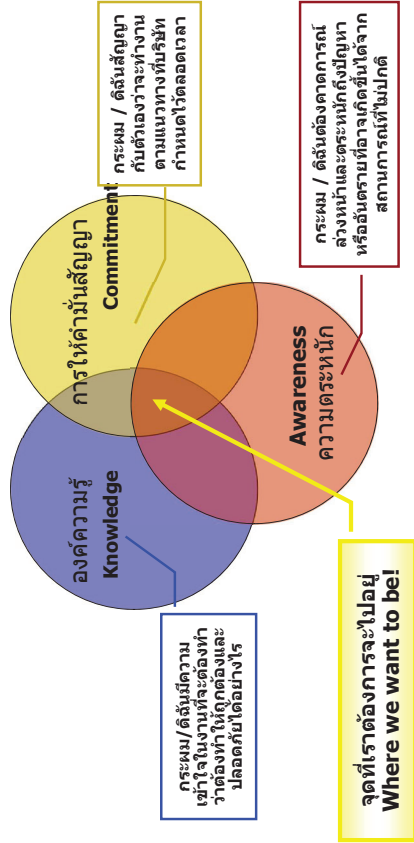 องค์ความรู้
Knowledge
การให้คำมั่นสัญญา
Commitment
Awareness
ความตระหนัก
กระผม/ดิฉันมีความ
เข้าใจในงานที่จะต้องทำ
ว่าต้องทำให้ถูกต้องและ
ปลอดภัยได้อย่างไร
กระผม / ดิฉันสัญญา
กับตัวเองว่าจะทำงาน
ตามแนวทางที่บริษัท
กำหนดไว้ตลอดเวลา
กระผม / ดิฉันต้องคาดการณ์
ล่วงหน้าและตระหนักถึงปัญหา
หรืออันตรายที่อาจเกิดขึ้นได้จาก
สถานการณ์ที่ไม่ปกติ
จุดที่เราต้องการจะไปอยู่
Where we want to be!